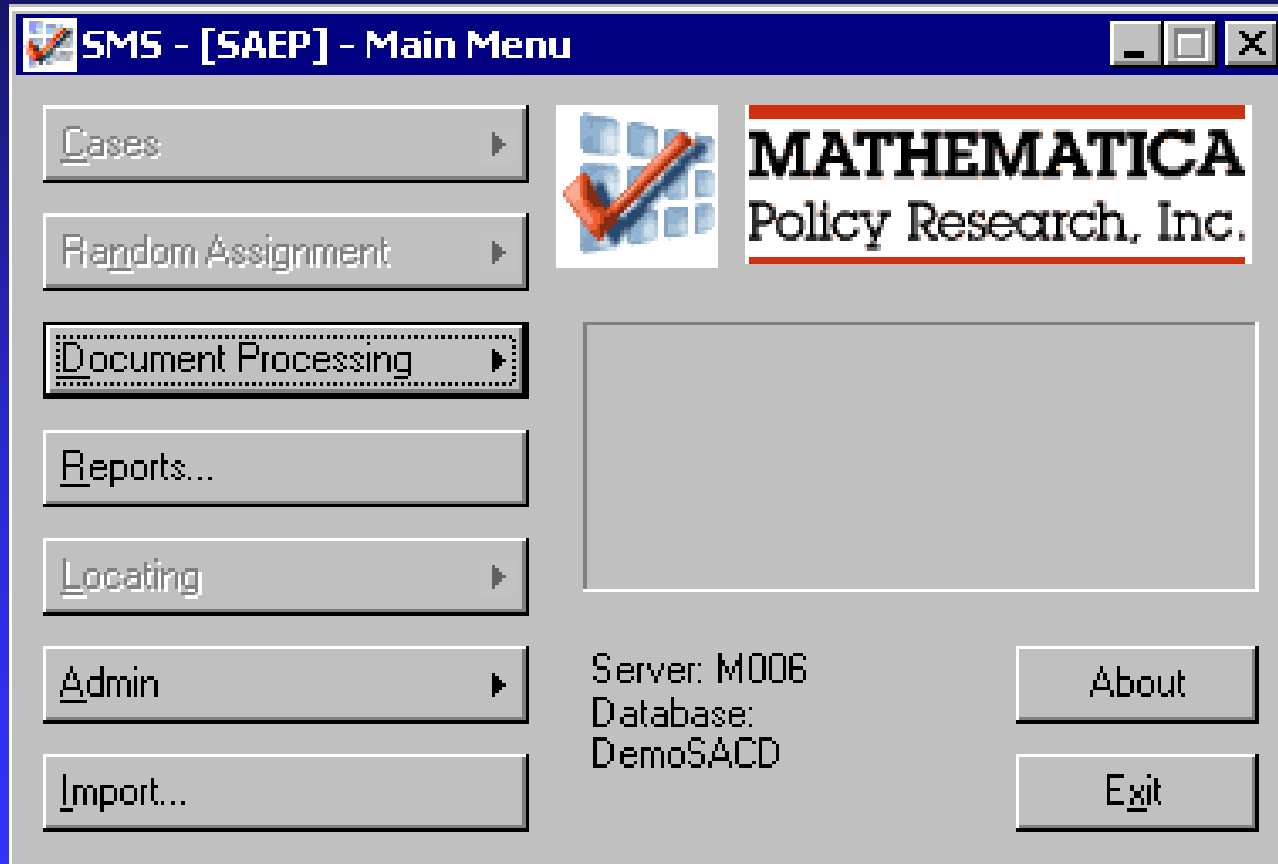 SMS - [SAEP] - Main Menu
Cases
Random Assignment
Document Processing
Reports...
Locating
Admin
Import...
MATHEMATICA
Policy Research, Inc.
Server: M006
Database:
DemoSACD
About
Exit